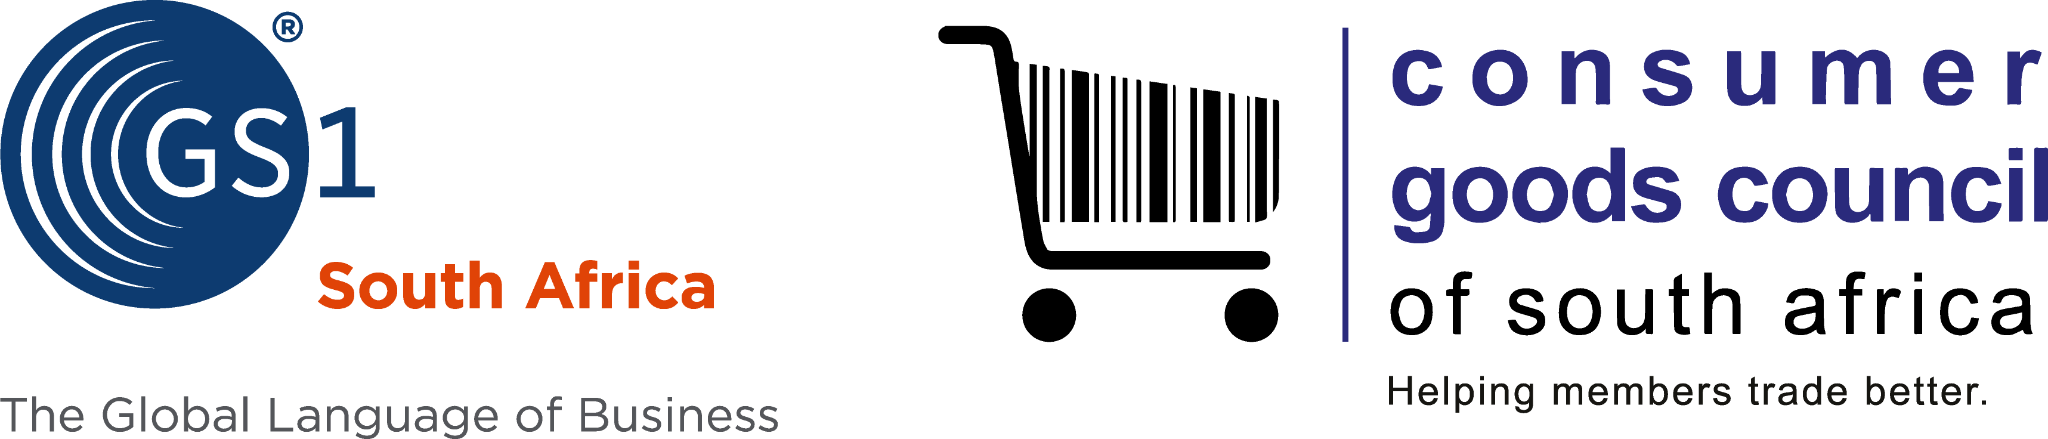 GS1®
South Africa
The Global Language of Business
consumer
goods council
of south africa
Helping members trade better.